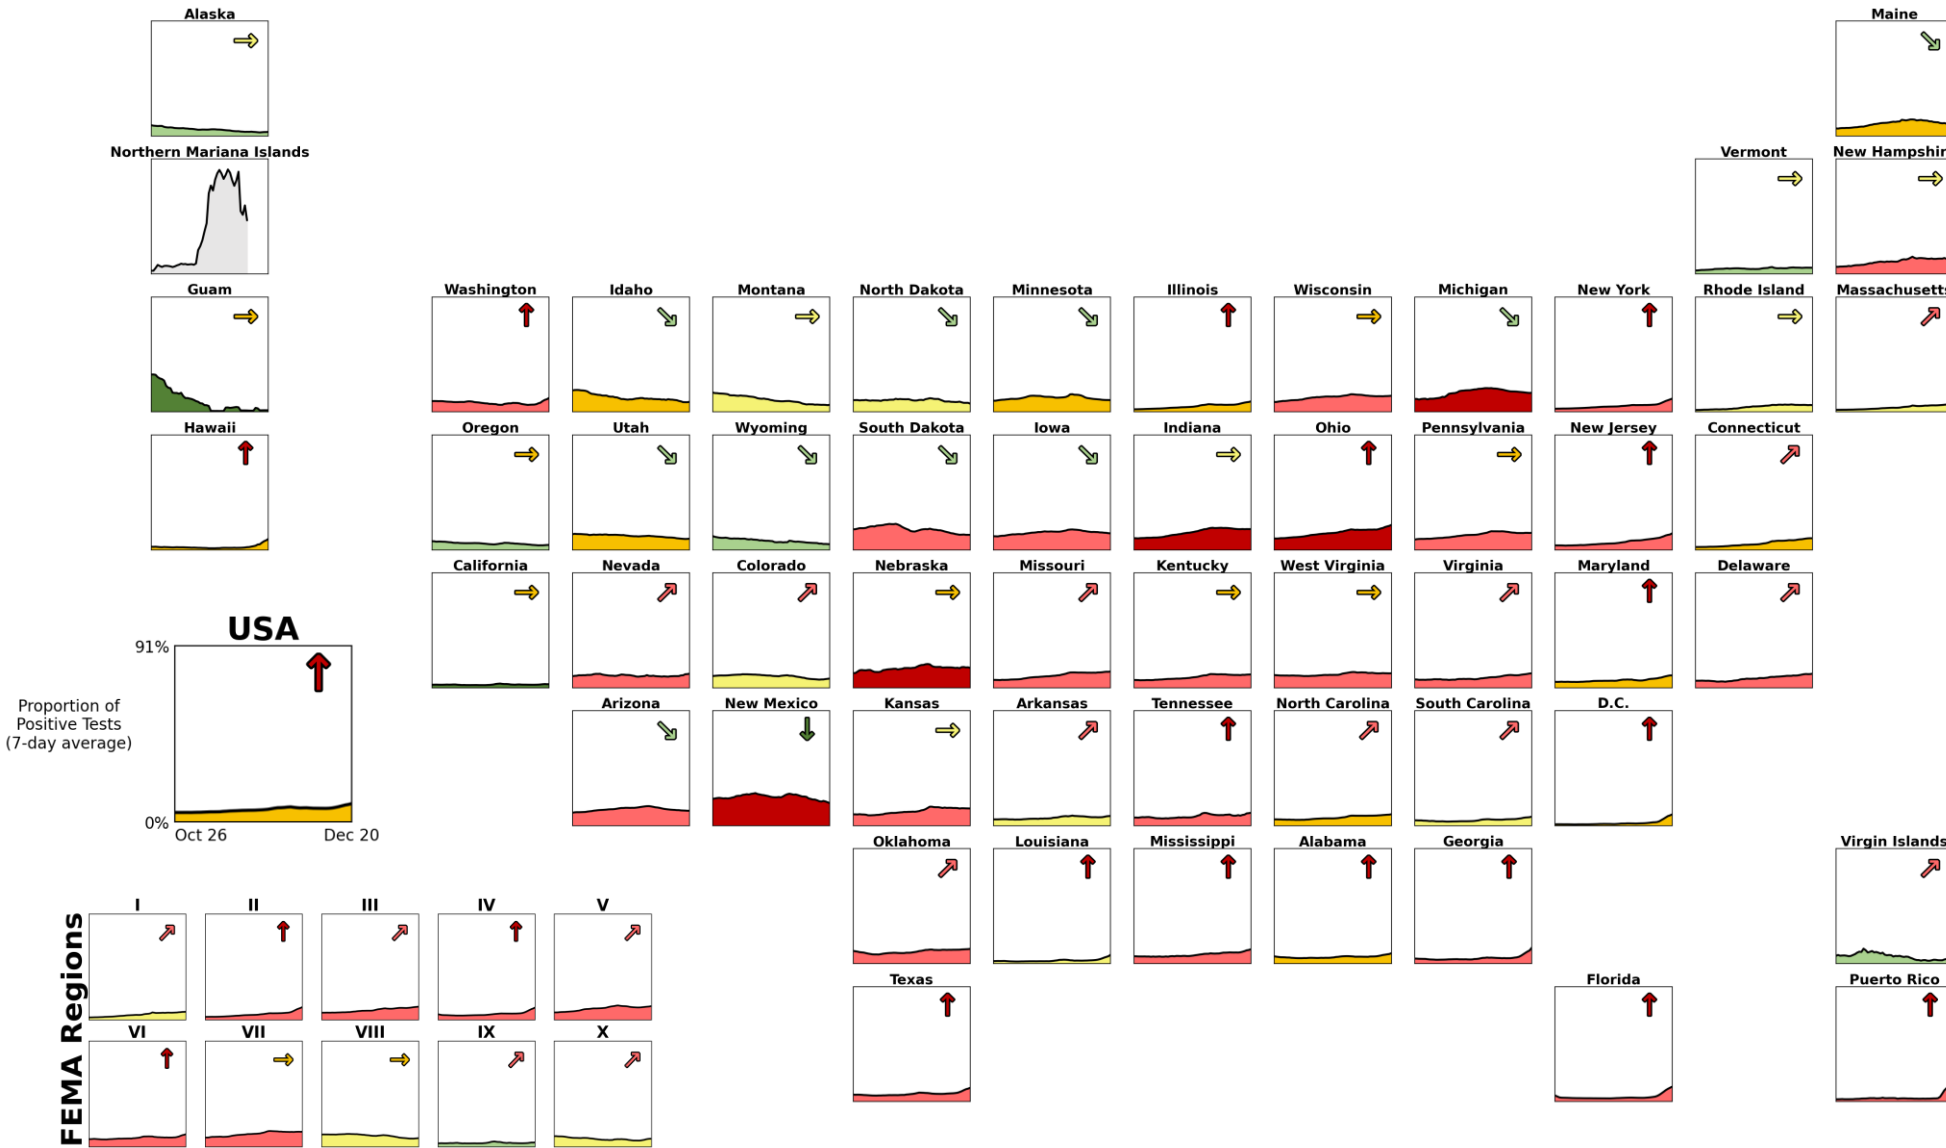 Alaska
Maine
Northern Mariana Islands
Vermont
New Hampshir
Guam
Washington
Idaho
Montana
North Dakota
Minnesota
Illinois
Wisconsin
Michigan
New York
Rhode Island
Massachusetts
Hawaii
Oregon
Utah
Wyoming
South Dakota
Iowa
Indiana
Ohio
Pennsylvania
New Jersey
Connecticut
California
Nevada
Colorado
Nebraska
Missouri
Kentucky
West Virginia
Virginia
Maryland
Delaware
USA
91%
Proportion of
Positive Tests
(7-day average)
0%
Oct 26
Dec 20
Arizona
New Mexico
Kansas
Arkansas
Tennessee
North Carolina
South Carolina
D.C.
Oklahoma
Louisiana
Mississippi
Alabama
Georgia
Virgin Islands
Texas
Florida
Puerto Rico
FEMA Regions
I
II
III
IV
V
VI
VII
VIII
IX
X